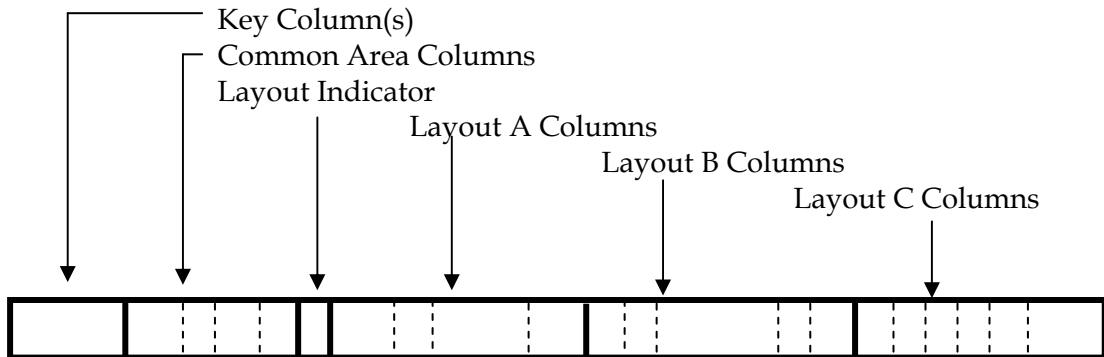 Key Column(s)
Common Area Columns
Layout Indicator
Layout A Columns
Layout B Columns
Layout C Columns